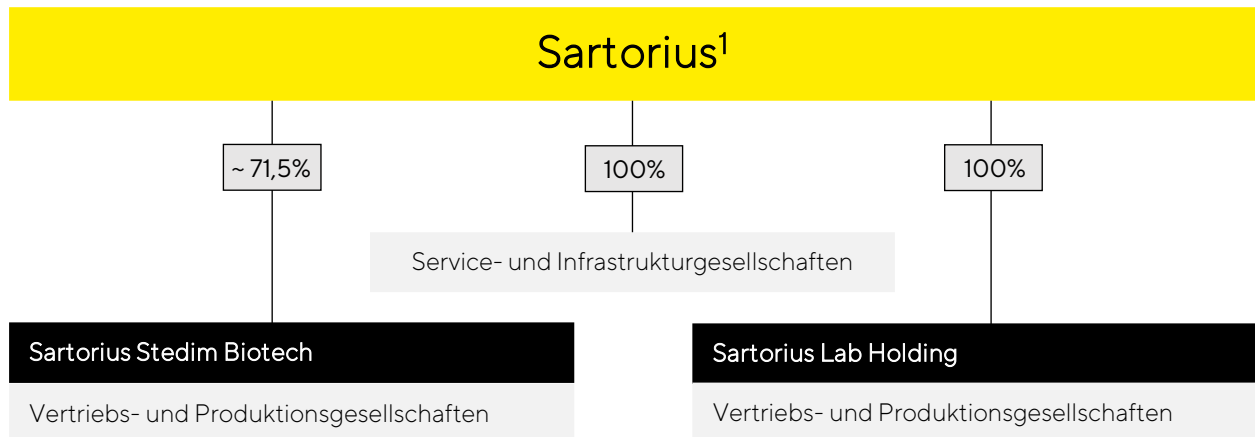 Sartorius¹
~ 71,5%
100%
100%
Service- und Infrastrukturgesellschaften
Sartorius Stedim Biotech
Vertriebs- und Produktionsgesellschaften
Sartorius Lab Holding
Vertriebs- und Produktionsgesellschaften